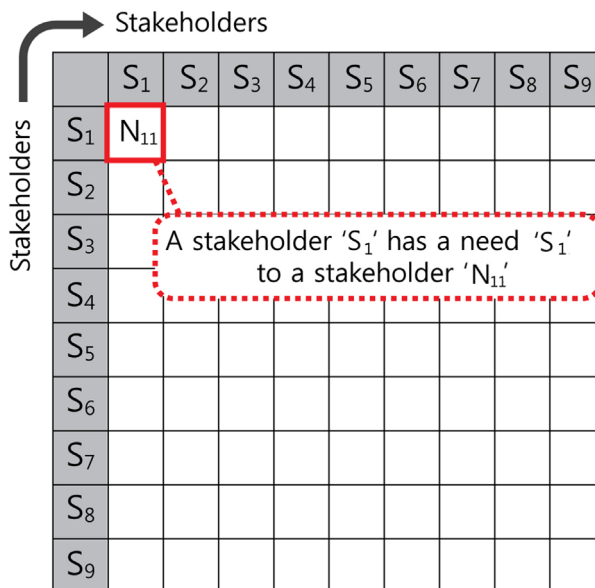 Stakeholders
S₁ S₂ S₃ S₄ S₅ S₆ S₇ S₈ S₉
Stakeholders
S₁ N₁₁
S₂
S₃
A stakeholder ‘S₁’ has a need ‘S₁’
to a stakeholder ‘N₁₁’
S₄
S₅
S₆
S₇
S₈
S₉